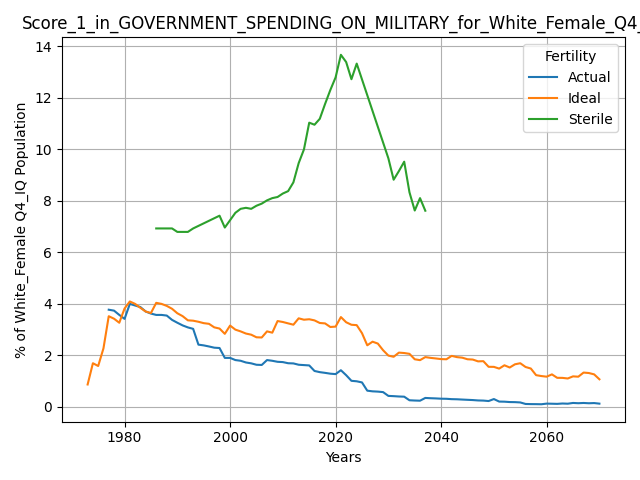 Score_1_in_GOVERNMENT_SPENDING_ON_MILITARY_for_White_Female_Q4_
Fertility
Actual
Ideal
Sterile
% of White_Female Q4_IQ Population
14
12
10
8
6
4
2
0
1980 2000 2020 2040 2060
Years